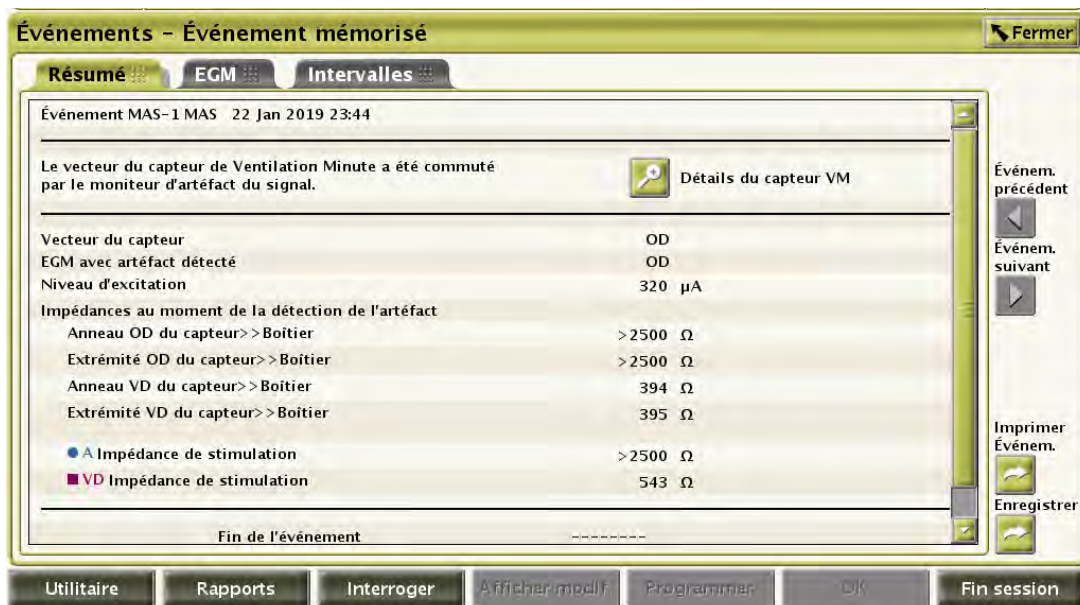 Événements - Événement mémorisé
Fermer
Résumé
EGM
Intervalles
Événement MAS-1 MAS 22 Jan 2019 23:44
Le vecteur du capteur de Ventilation Minute a été commuté
par le moniteur d'artéfact du signal.
Détails du capteur VM
Vecteur du capteur OD
EGM avec artéfact détecté OD
Niveau d'excitation 320 µA
Impédances au moment de la détection de l'artéfact
Anneau OD du capteur>>Boîtier >2500 Ω
Extrémité OD du capteur>>Boîtier >2500 Ω
Anneau VD du capteur>>Boîtier 394 Ω
Extrémité VD du capteur>>Boîtier 395 Ω
A Impédance de stimulation >2500 Ω
VD Impédance de stimulation 543 Ω
Fin de l'événement --------
Événem.
précédent
Événem.
suivant
Imprimer
Événem.
Enregistrer
Utilitaire
Rapports
Interroger
Afficher modif
Programmer
OK
Fin session